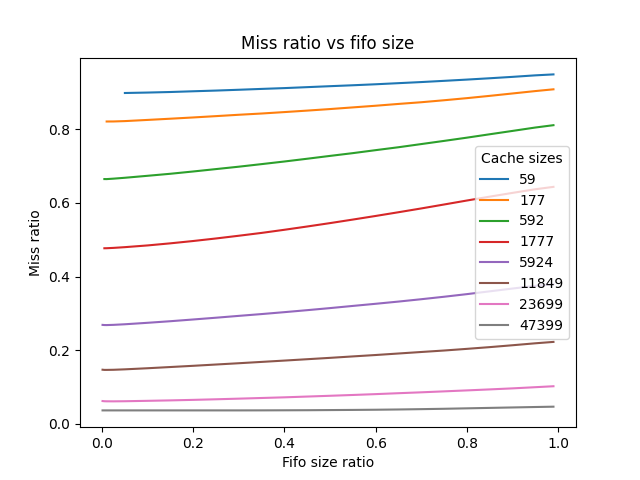 Miss ratio vs fifo size
Miss ratio
0.8
0.6
0.4
0.2
0.0
Cache sizes
59
177
592
1777
5924
11849
23699
47399
0.0 0.2 0.4 0.6 0.8 1.0
Fifo size ratio